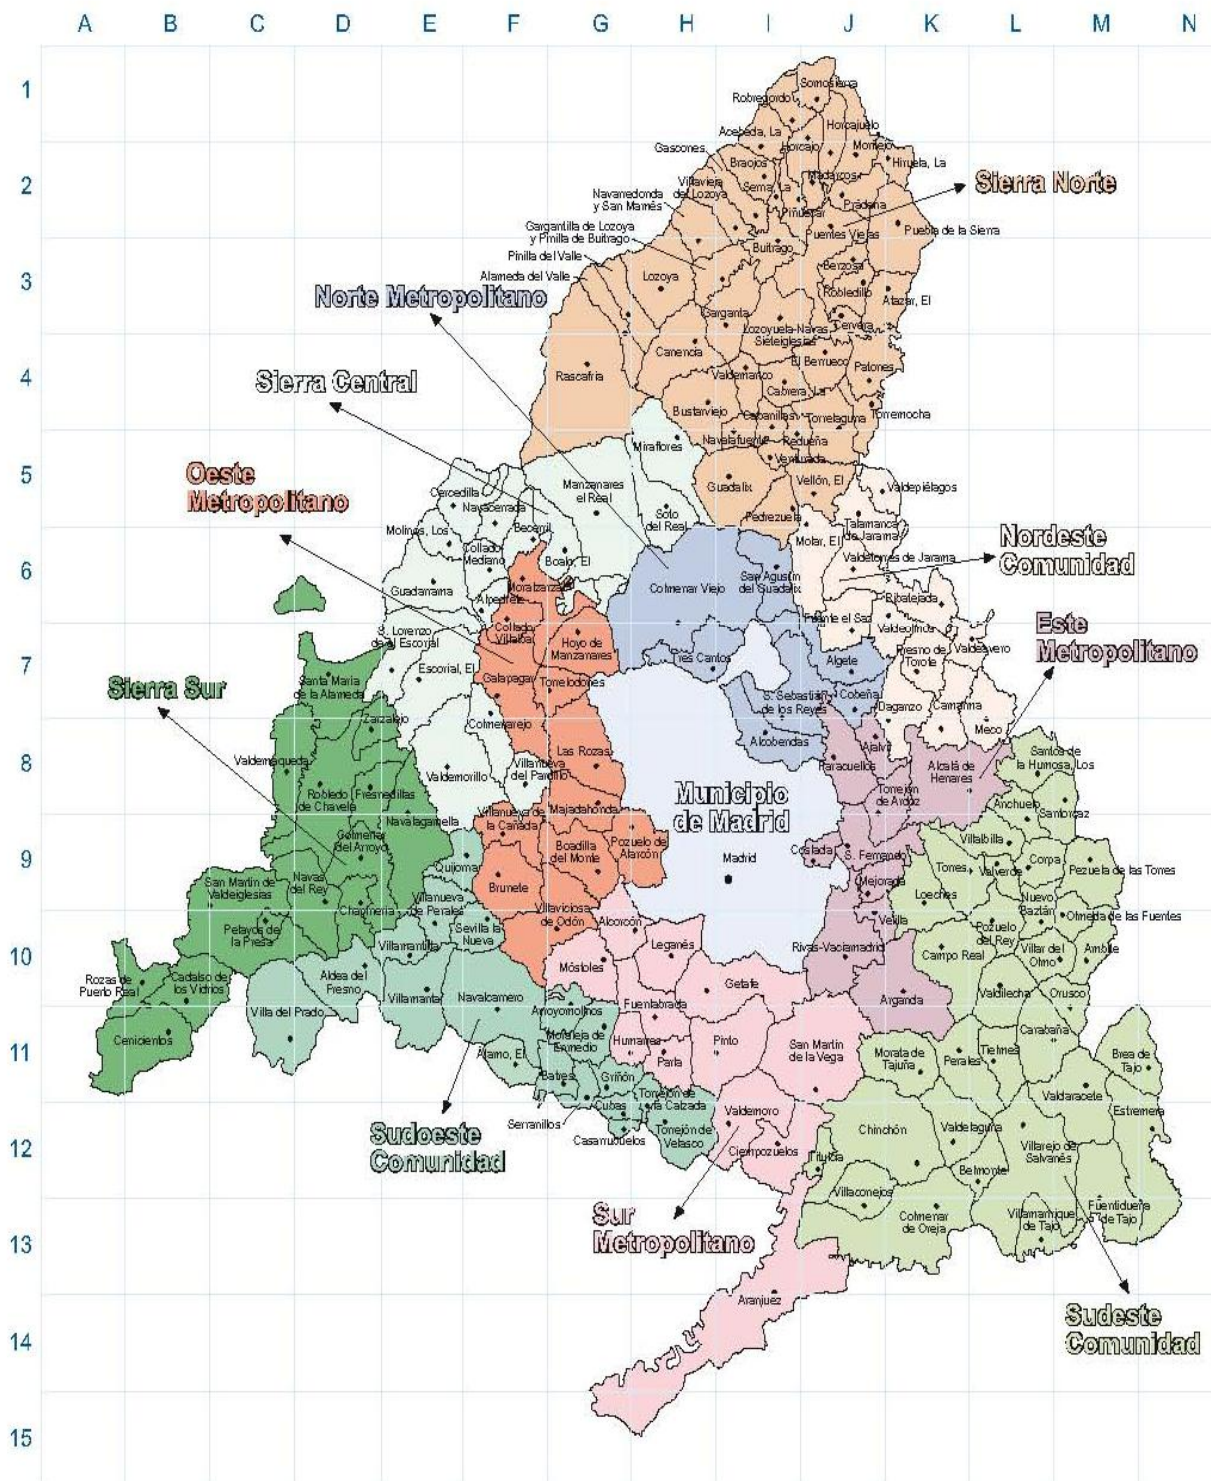 A B C D E F G H I J K L M N
1
Somosierra
Robregordo
Acebeda, La
Horcajuelo
Gascones
Horcajo
Montejo
Braojos
Hiruela, La
2
Madarcos
Sierra Norte
Villavieja
del Lozoya
Serna, La
Navarredonda
y San Mamés
Prádena
Piñuécar
Gargantilla de Lozoya
y Pinilla de Buitrago
Puentes Viejas
Puebla de la Sierra
Buitrago
Pinilla del Valle
Berzosa
Alameda del Valle
Lozoya
3
Robledillo
Atazar, El
Norte Metropolitano
Garganta
Cervera
Lozoyuela-Navas
Sieteiglesias
Canencia
El Berrueco
Patones
Rascafría
4
Valdemanco
Sierra Central
Cabrera, La
Bustarviejo
Cabanillas
Torrelaguna
Torremocha
Miraflores
Navalafuente
Redueña
Venturada
Oeste
Metropolitano
5
Manzanares
el Real
Guadalix
Vellón, El
Valdepiélagos
Cercedilla
Navacerrada
Soto
del Real
Pedrezuela
Talamanca
de Jarama
Molinos, Los
Becerril
Molar, El
Nordeste
Comunidad
Collado
Mediano
Boalo, El
Valdetorres de Jarama
6
San Agustín
del Guadalix
Guadarrama
Moralzarzal
Colmenar Viejo
Alpedrete
Ribatejada
Fuente el Saz
Este
Metropolitano
Collado
Villalba
S. Lorenzo
de el Escorial
Hoyo de
Manzanares
Valdeolmos
Valdeavero
Fresno de
Torote
7
Escorial, El
Tres Cantos
Algete
Santa María
de la Alameda
Galapagar
Torrelodones
Sierra Sur
S. Sebastián
de los Reyes
Cobeña
Zarzalejo
Colmenarejo
Daganzo
Camarma
Meco
Alcobendas
Ajalvir
Las Rozas
Santos de
la Humosa, Los
8
Valdemaqueda
Valdemorillo
Villanueva
del Pardillo
Paracuellos
Alcalá de
Henares
Robledo
de Chavela
Fresnedillas
Municipio
de Madrid
Torrejón
de Ardoz
Anchuelo
Santorcaz
Navalagamella
Villanueva de
la Cañada
Majadahonda
Colmenar
del Arroyo
Villalbilla
Pozuelo de
Alarcón
Boadilla
del Monte
Madrid
Coslada
S. Fernando
Corpa
9
Quijorna
Torres
Valverde
Pezuela de las Torres
San Martín de
Valdeiglesias
Navas
del Rey
Brunete
Mejorada
Loeches
Villanueva
de Perales
Nuevo
Baztán
Chapinería
Villaviciosa
de Odón
Alcorcón
Velilla
Olmeda de las Fuentes
Pelayos de
la Presa
Sevilla la
Nueva
Pozuelo
del Rey
Villamantilla
Leganés
Rivas-Vaciamadrid
Campo Real
Villar del
Olmo
Ambite
10
Rozas de
Puerto Real
Cadalso de
los Vidrios
Aldea del
Fresno
Móstoles
Getafe
Villamanta
Navalcarnero
Arganda
Valdilecha
Orusco
Villa del Prado
Arroyomolinos
Fuenlabrada
Cenicientos
Moraleja de
Enmedio
Humanes
Pinto
San Martín
de la Vega
Carabaña
11
Álamo, El
Parla
Morata de
Tajuña
Perales
Tielmes
Brea de
Tajo
Batres
Griñón
Torrejón de
la Calzada
Valdaracete
Serranillos
Cubas
Valdemoro
Estremera
Sudoeste
Comunidad
Casarrubuelos
Torrejón de
Velasco
Chinchón
Valdelaguna
12
Ciempozuelos
Titulcia
Villarejo de
Salvanés
Belmonte
Villaconejos
Sur
Metropolitano
Colmenar
de Oreja
Villamanrique
de Tajo
Fuentidueña
de Tajo
13
Aranjuez
Sudeste
Comunidad
14
15